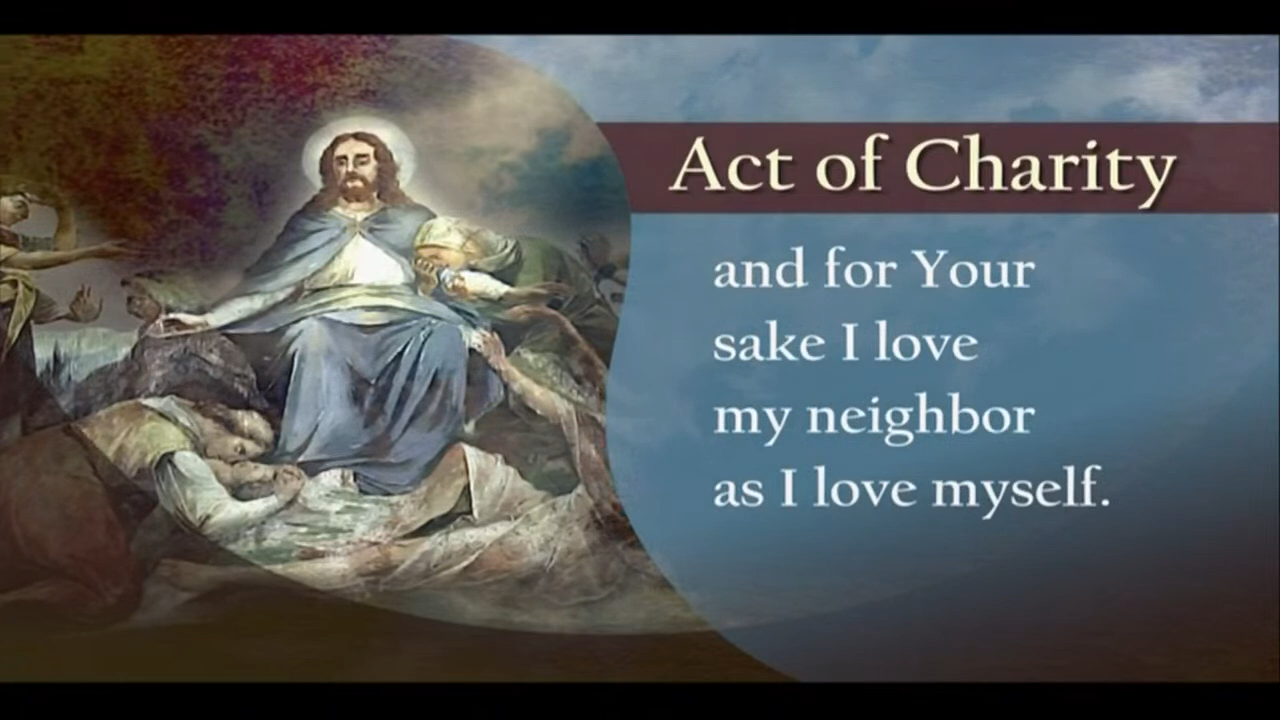 Act of Charity
and for Your
sake I love
my neighbor
as I love myself.